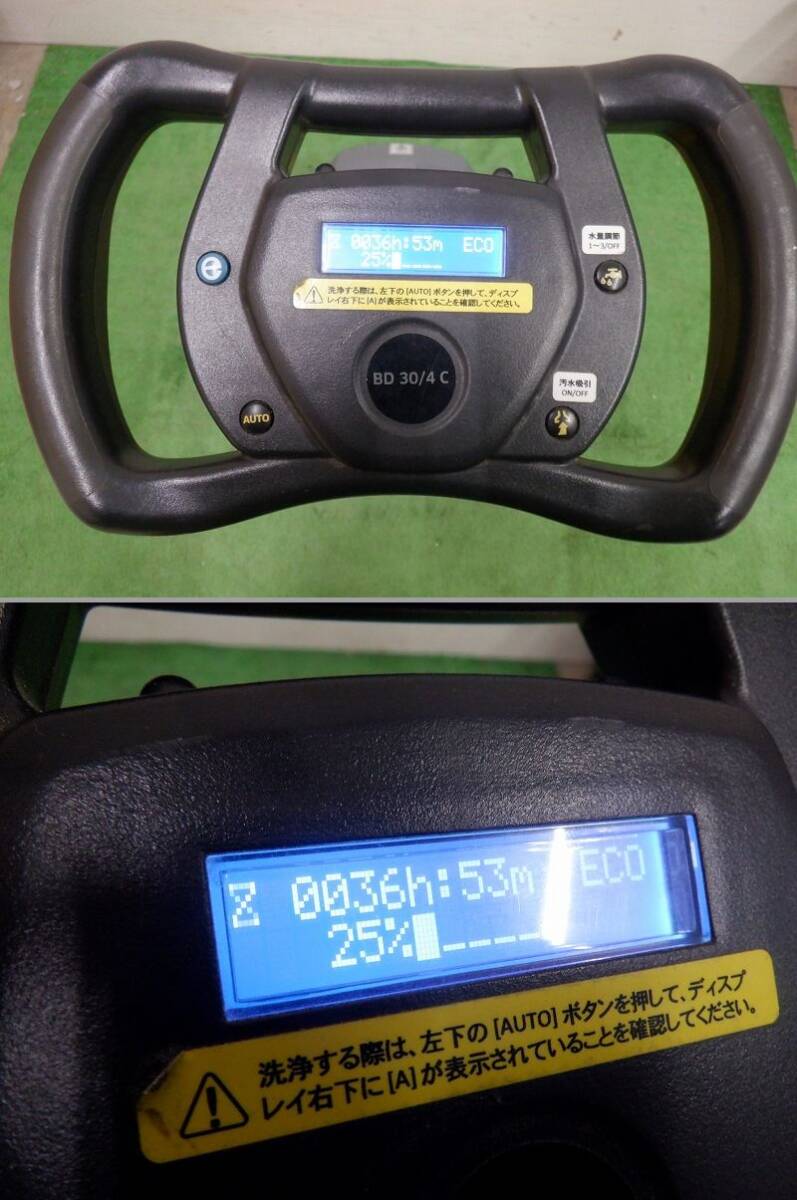 0036h:53m ECO
25%
水量調節
1～3/OFF
洗浄する際は、左下の [AUTO] ボタンを押して、ディスプ
レイ右下に [A] が表示されていることを確認してください。
BD 30/4 C
汚水吸引
ON/OFF
AUTO
0036h:53m ECO
25%
洗浄する際は、左下の [AUTO] ボタンを押して、ディスプ
レイ右下に [A] が表示されていることを確認してください。